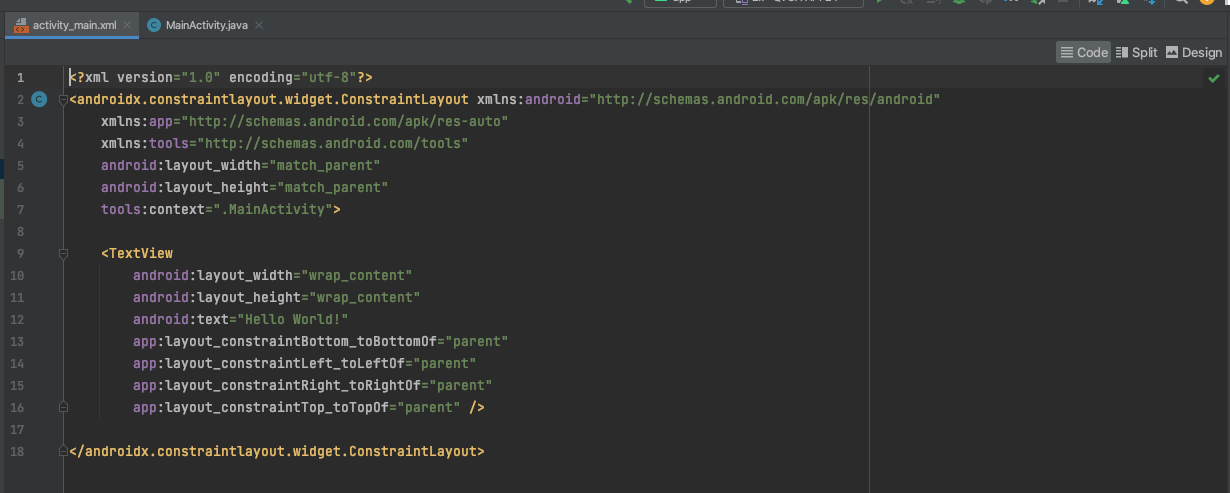 activity_main.xml
MainActivity.java
Code
Split
Design
1 <?xml version="1.0" encoding="utf-8"?>
2 <androidx.constraintlayout.widget.ConstraintLayout xmlns:android="http://schemas.android.com/apk/res/android"
3 xmlns:app="http://schemas.android.com/apk/res-auto"
4 xmlns:tools="http://schemas.android.com/tools"
5 android:layout_width="match_parent"
6 android:layout_height="match_parent"
7 tools:context=".MainActivity">
8
9 <TextView
10 android:layout_width="wrap_content"
11 android:layout_height="wrap_content"
12 android:text="Hello World!"
13 app:layout_constraintBottom_toBottomOf="parent"
14 app:layout_constraintLeft_toLeftOf="parent"
15 app:layout_constraintRight_toRightOf="parent"
16 app:layout_constraintTop_toTopOf="parent" />
17
18 </androidx.constraintlayout.widget.ConstraintLayout>